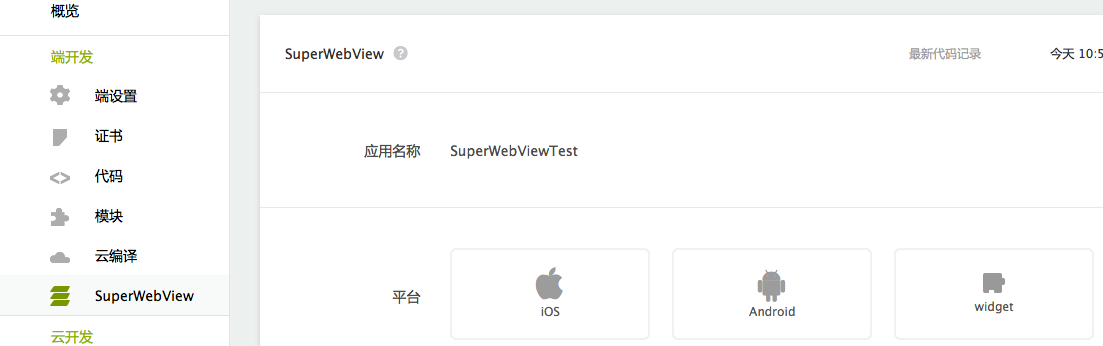 概览
端开发
端设置
证书
代码
模块
云编译
SuperWebView
云开发
SuperWebView ?
最新代码记录
今天 10:5
应用名称
SuperWebViewTest
平台
iOS
Android
widget